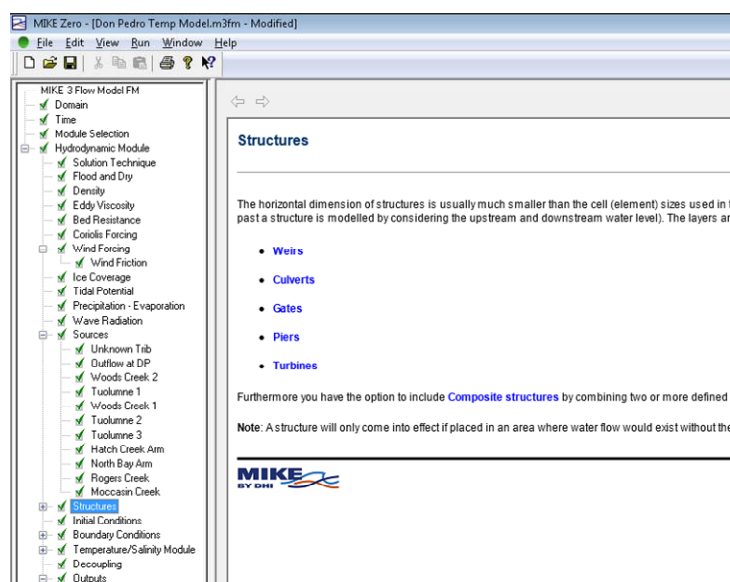 MIKE Zero - [Don Pedro Temp Model.m3fm - Modified]
File Edit View Run Window Help
MIKE 3 Flow Model FM
Domain
Time
Module Selection
Hydrodynamic Module
Solution Technique
Flood and Dry
Density
Eddy Viscosity
Bed Resistance
Coriolis Forcing
Wind Forcing
Wind Friction
Ice Coverage
Tidal Potential
Precipitation - Evaporation
Wave Radiation
Sources
Unknown Trib
Outflow at DP
Woods Creek 2
Tuolumne 1
Woods Creek 1
Tuolumne 2
Tuolumne 3
Hatch Creek Arm
North Bay Arm
Rogers Creek
Moccasin Creek
Structures
Initial Conditions
Boundary Conditions
Temperature/Salinity Module
Decoupling
Outputs
Structures
The horizontal dimension of structures is usually much smaller than the cell (element) sizes used in
past a structure is modelled by considering the upstream and downstream water level). The layers
• Weirs
• Culverts
• Gates
• Piers
• Turbines
Furthermore you have the option to include Composite structures by combining two or more defined
Note: A structure will only come into effect if placed in an area where water flow would exist without
MIKE
BY DHI